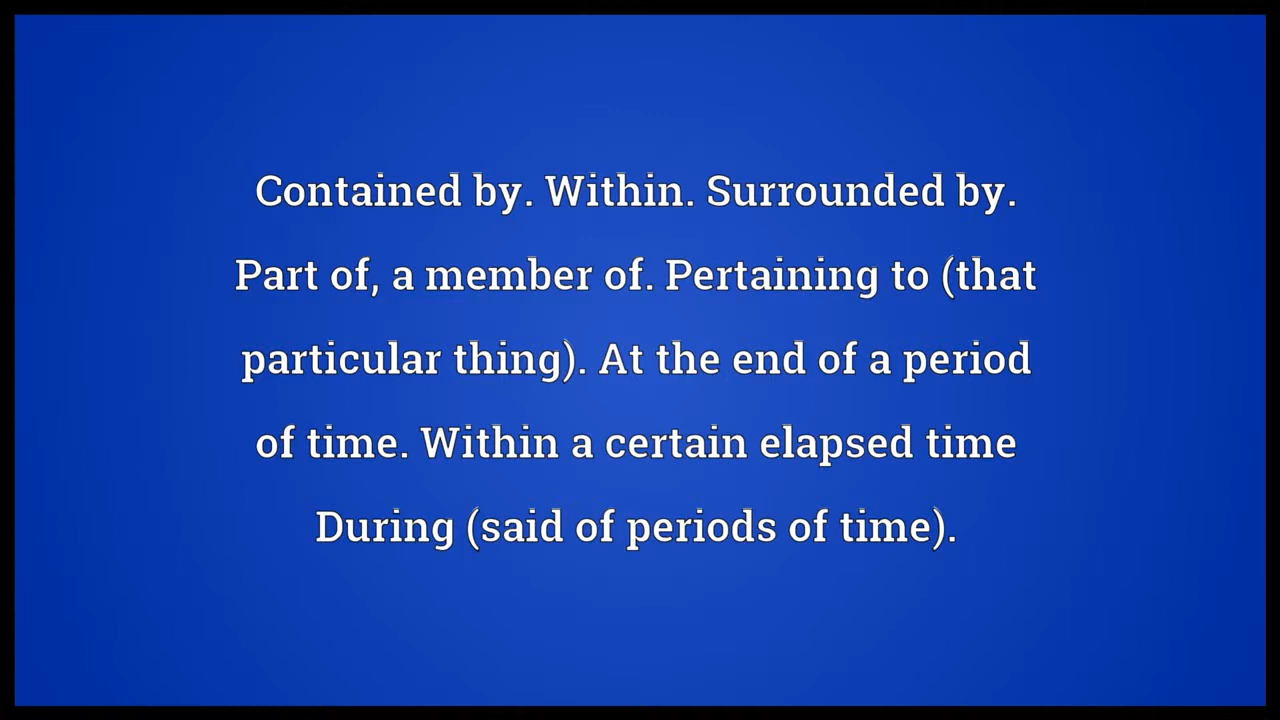 Contained by. Within. Surrounded by.
Part of, a member of. Pertaining to (that
particular thing). At the end of a period
of time. Within a certain elapsed time
During (said of periods of time).